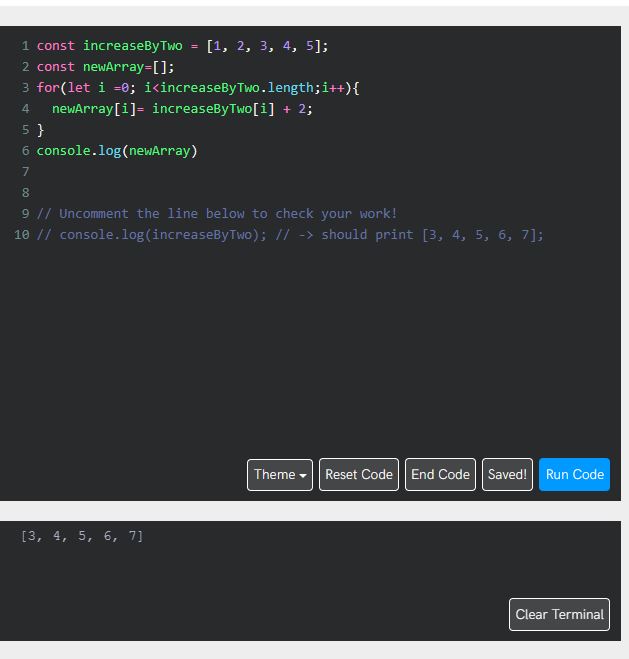 1 const increaseByTwo = [1, 2, 3, 4, 5];
2 const newArray=[];
3 for(let i =0; i<increaseByTwo.length;i++){
4   newArray[i]= increaseByTwo[i] + 2;
5 }
6 console.log(newArray)
7
8
9 // Uncomment the line below to check your work!
10 // console.log(increaseByTwo); // -> should print [3, 4, 5, 6, 7];
Theme Reset Code End Code Saved! Run Code
[3, 4, 5, 6, 7]
Clear Terminal